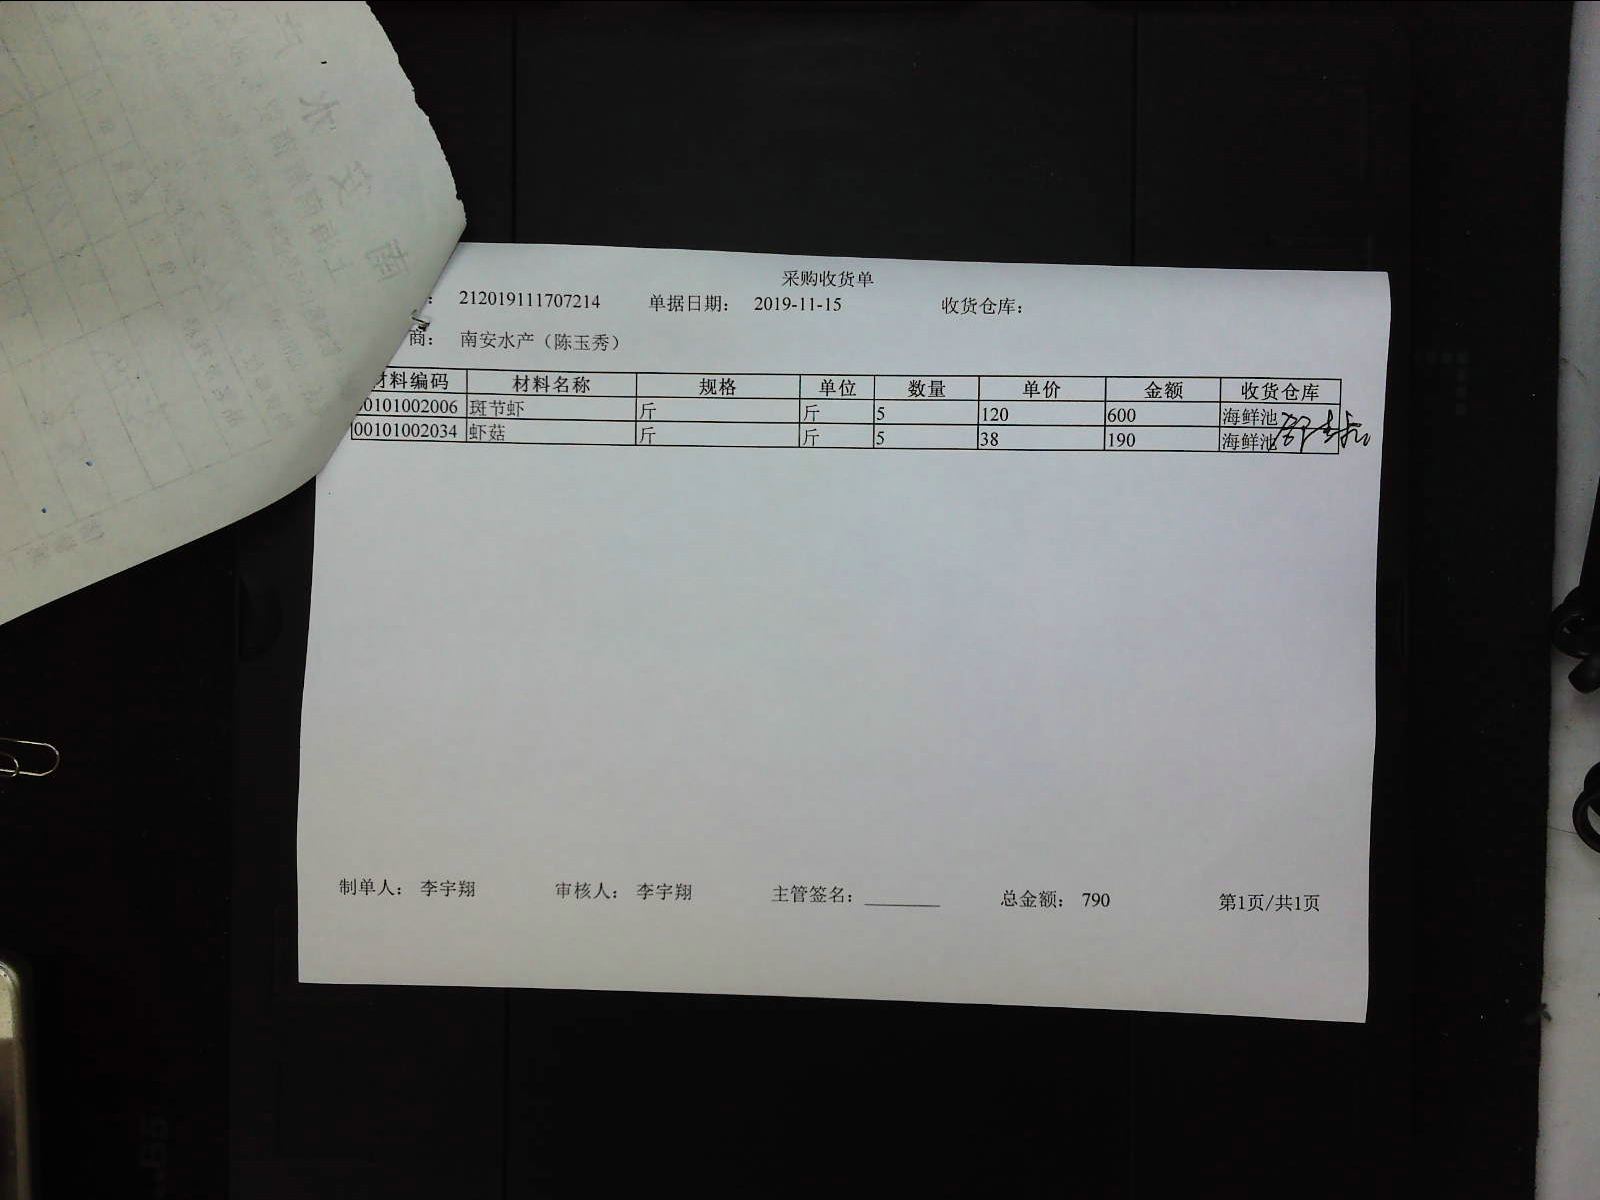 采购收货单
： 212019111707214 单据日期： 2019-11-15 收货仓库：
商： 南安水产（陈玉秀）
材料编码 材料名称 规格 单位 数量 单价 金额 收货仓库
00101002006 斑节虾 斤 斤 5 120 600 海鲜池
00101002034 虾菇 斤 斤 5 38 190 海鲜池
制单人： 李宇翔 审核人： 李宇翔 主管签名： 总金额： 790 第1页/共1页
南安水